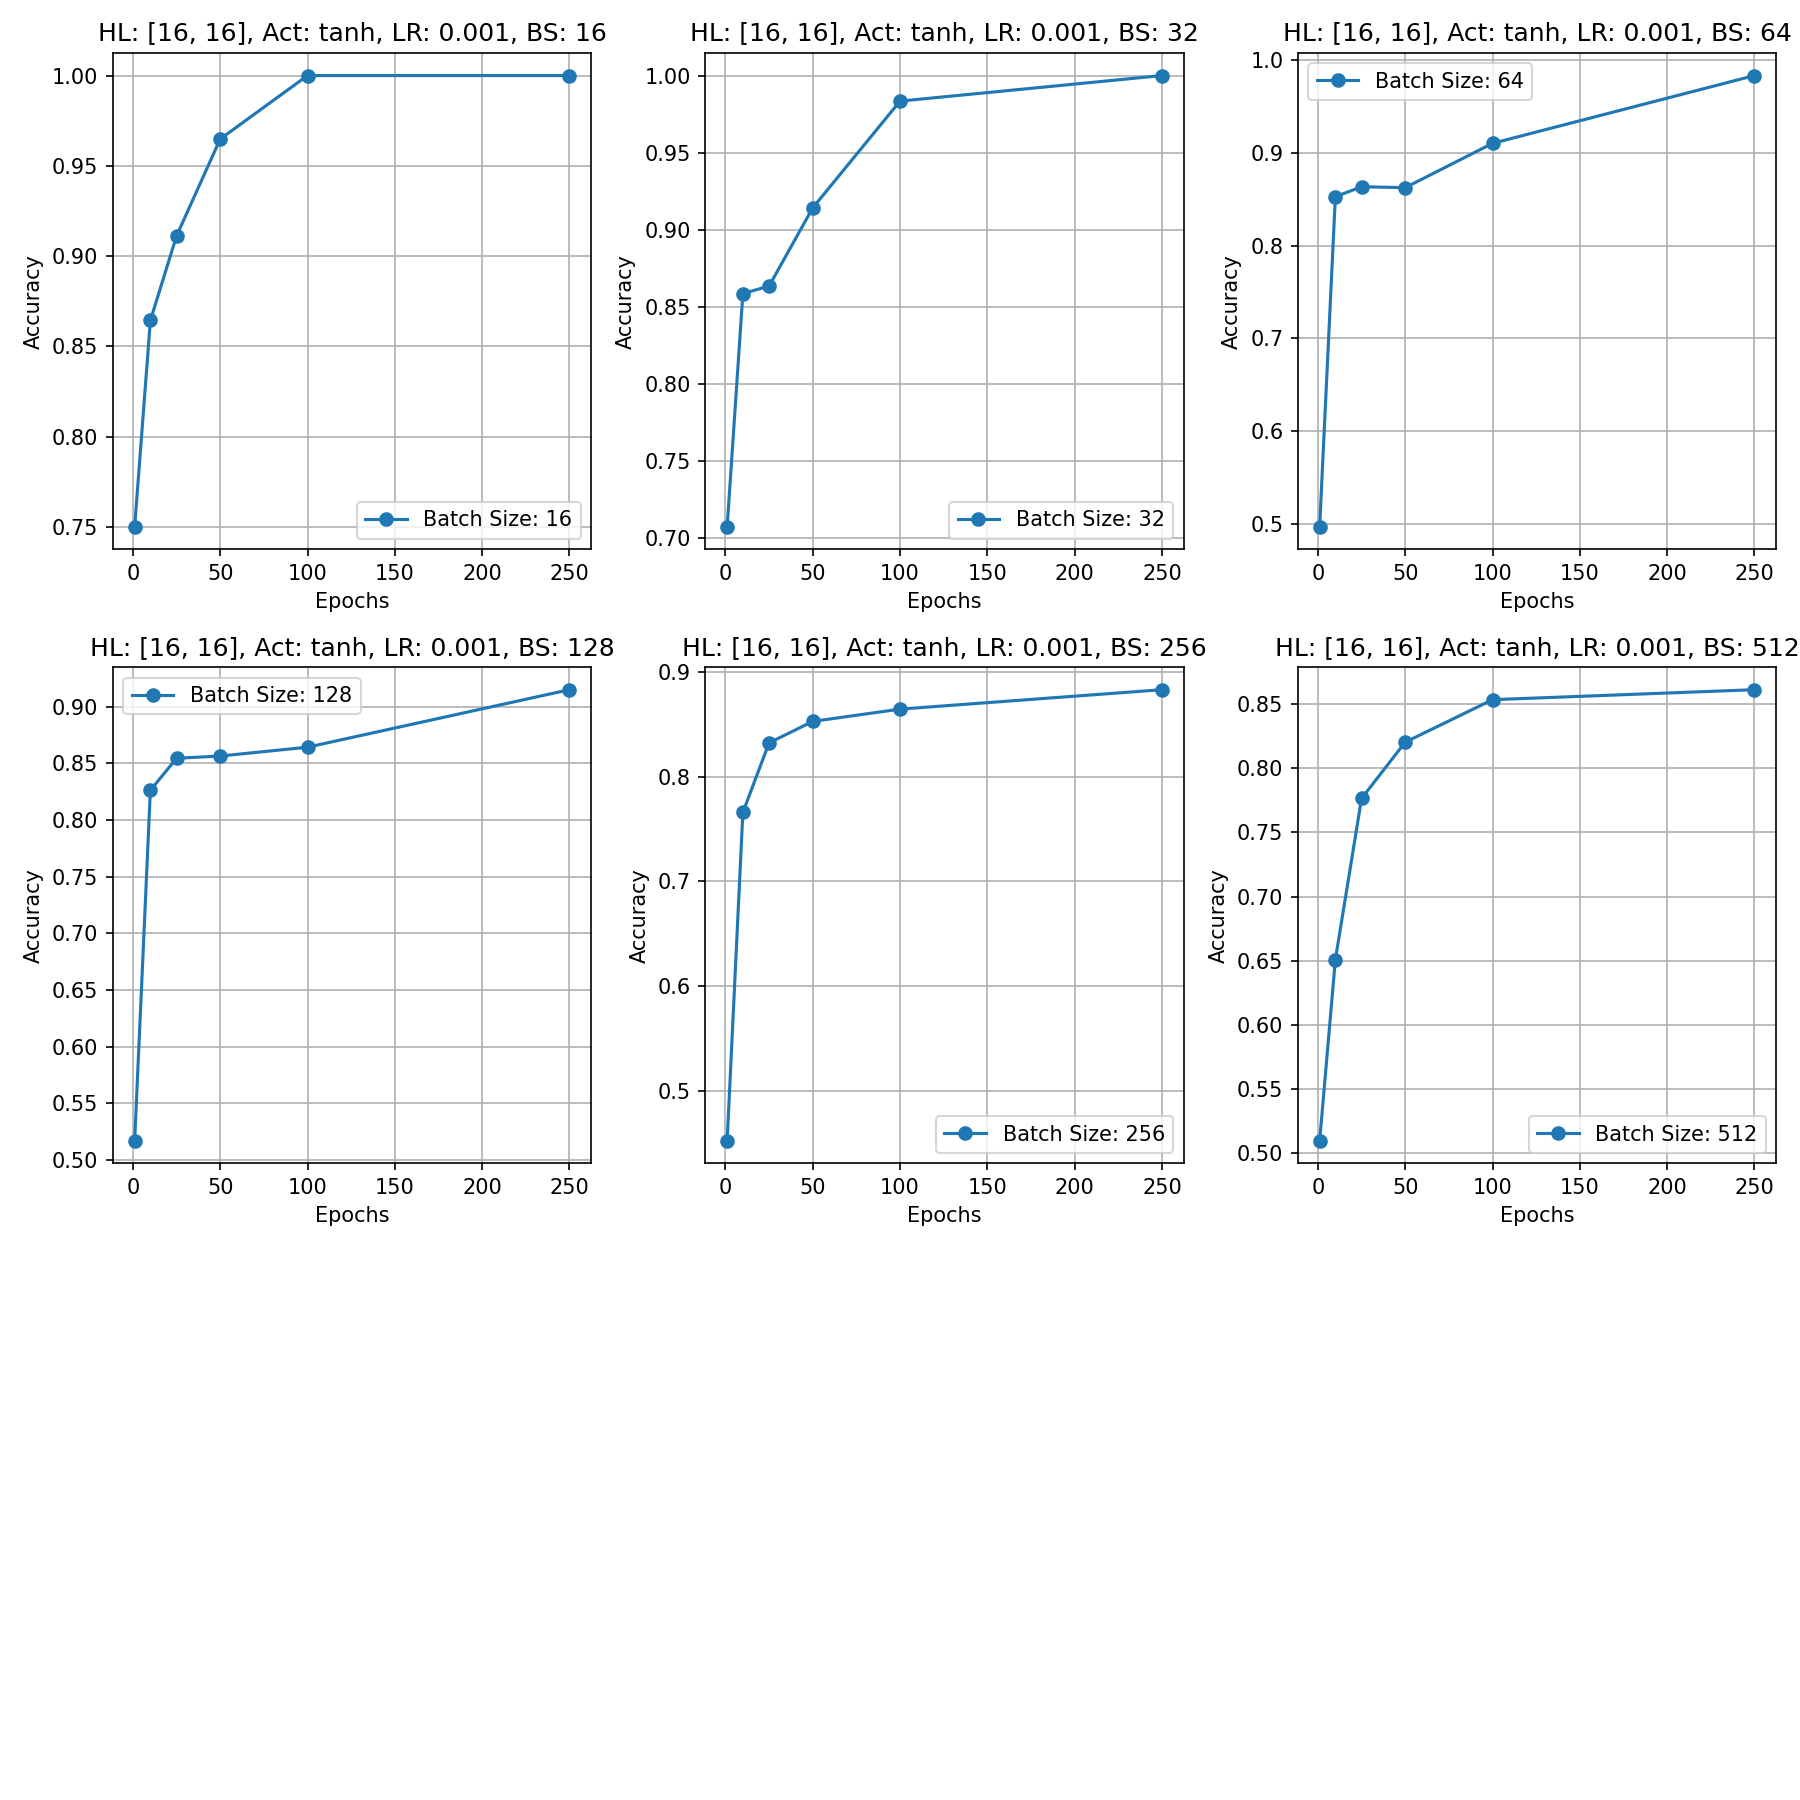 HL: [16, 16], Act: tanh, LR: 0.001, BS: 16
1.00
0.95
0.90
0.85
0.80
0.75
Accuracy
Batch Size: 16
0 50 100 150 200 250
Epochs
HL: [16, 16], Act: tanh, LR: 0.001, BS: 32
1.00
0.95
0.90
0.85
0.80
0.75
0.70
Accuracy
Batch Size: 32
0 50 100 150 200 250
Epochs
HL: [16, 16], Act: tanh, LR: 0.001, BS: 64
1.0
0.9
0.8
0.7
0.6
0.5
Accuracy
Batch Size: 64
0 50 100 150 200 250
Epochs
HL: [16, 16], Act: tanh, LR: 0.001, BS: 128
0.90
0.85
0.80
0.75
0.70
0.65
0.60
0.55
0.50
Accuracy
Batch Size: 128
0 50 100 150 200 250
Epochs
HL: [16, 16], Act: tanh, LR: 0.001, BS: 256
0.9
0.8
0.7
0.6
0.5
Accuracy
Batch Size: 256
0 50 100 150 200 250
Epochs
HL: [16, 16], Act: tanh, LR: 0.001, BS: 512
0.85
0.80
0.75
0.70
0.65
0.60
0.55
0.50
Accuracy
Batch Size: 512
0 50 100 150 200 250
Epochs